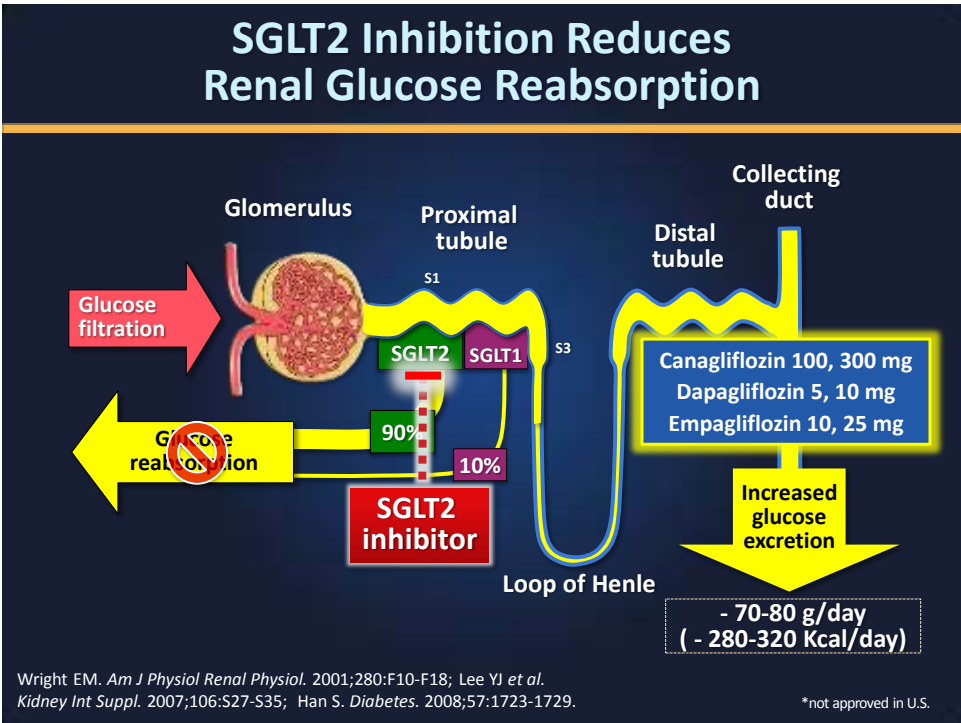 SGLT2 Inhibition Reduces
Renal Glucose Reabsorption
Collecting
duct
Glomerulus
Proximal
tubule
Distal
tubule
S1
Glucose
filtration
SGLT2
SGLT1
S3
Canagliflozin 100, 300 mg
Dapagliflozin 5, 10 mg
Empagliflozin 10, 25 mg
90%
Glucose
reabsorption
10%
SGLT2
inhibitor
Increased
glucose
excretion
Loop of Henle
- 70-80 g/day
( - 280-320 Kcal/day)
Wright EM. Am J Physiol Renal Physiol. 2001;280:F10-F18; Lee YJ et al.
Kidney Int Suppl. 2007;106:S27-S35; Han S. Diabetes. 2008;57:1723-1729.
*not approved in U.S.